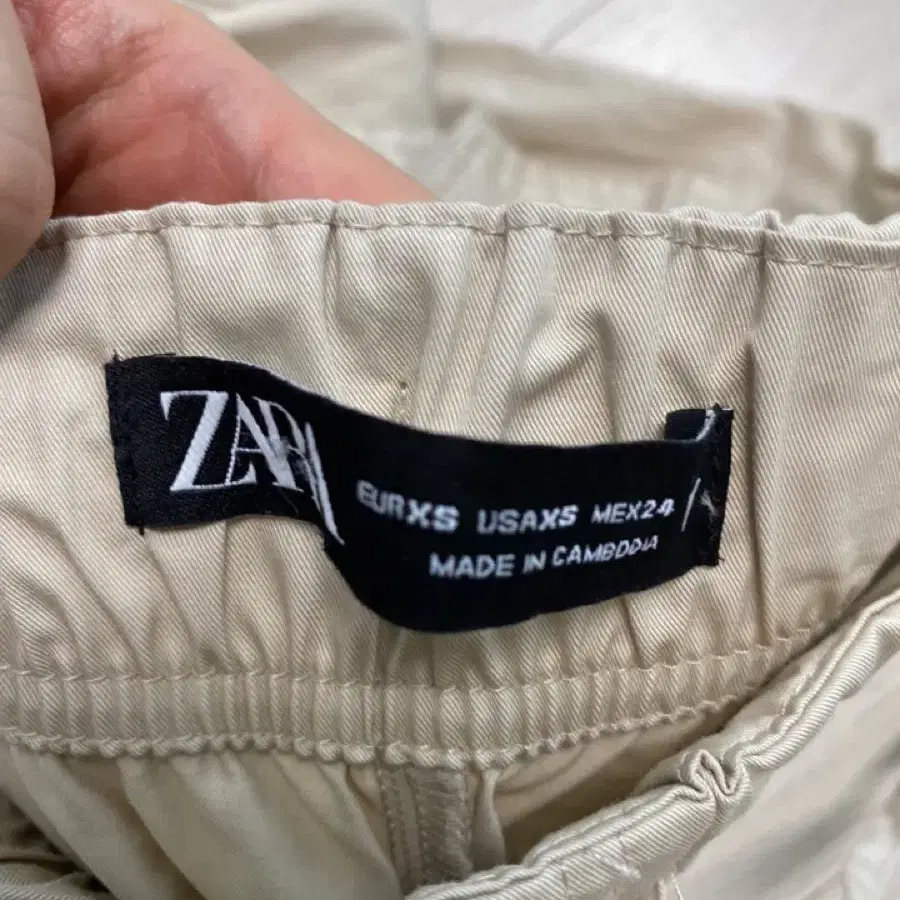 ZARA
EUR XS USA XS MEX 24
MADE IN CAMBODIA